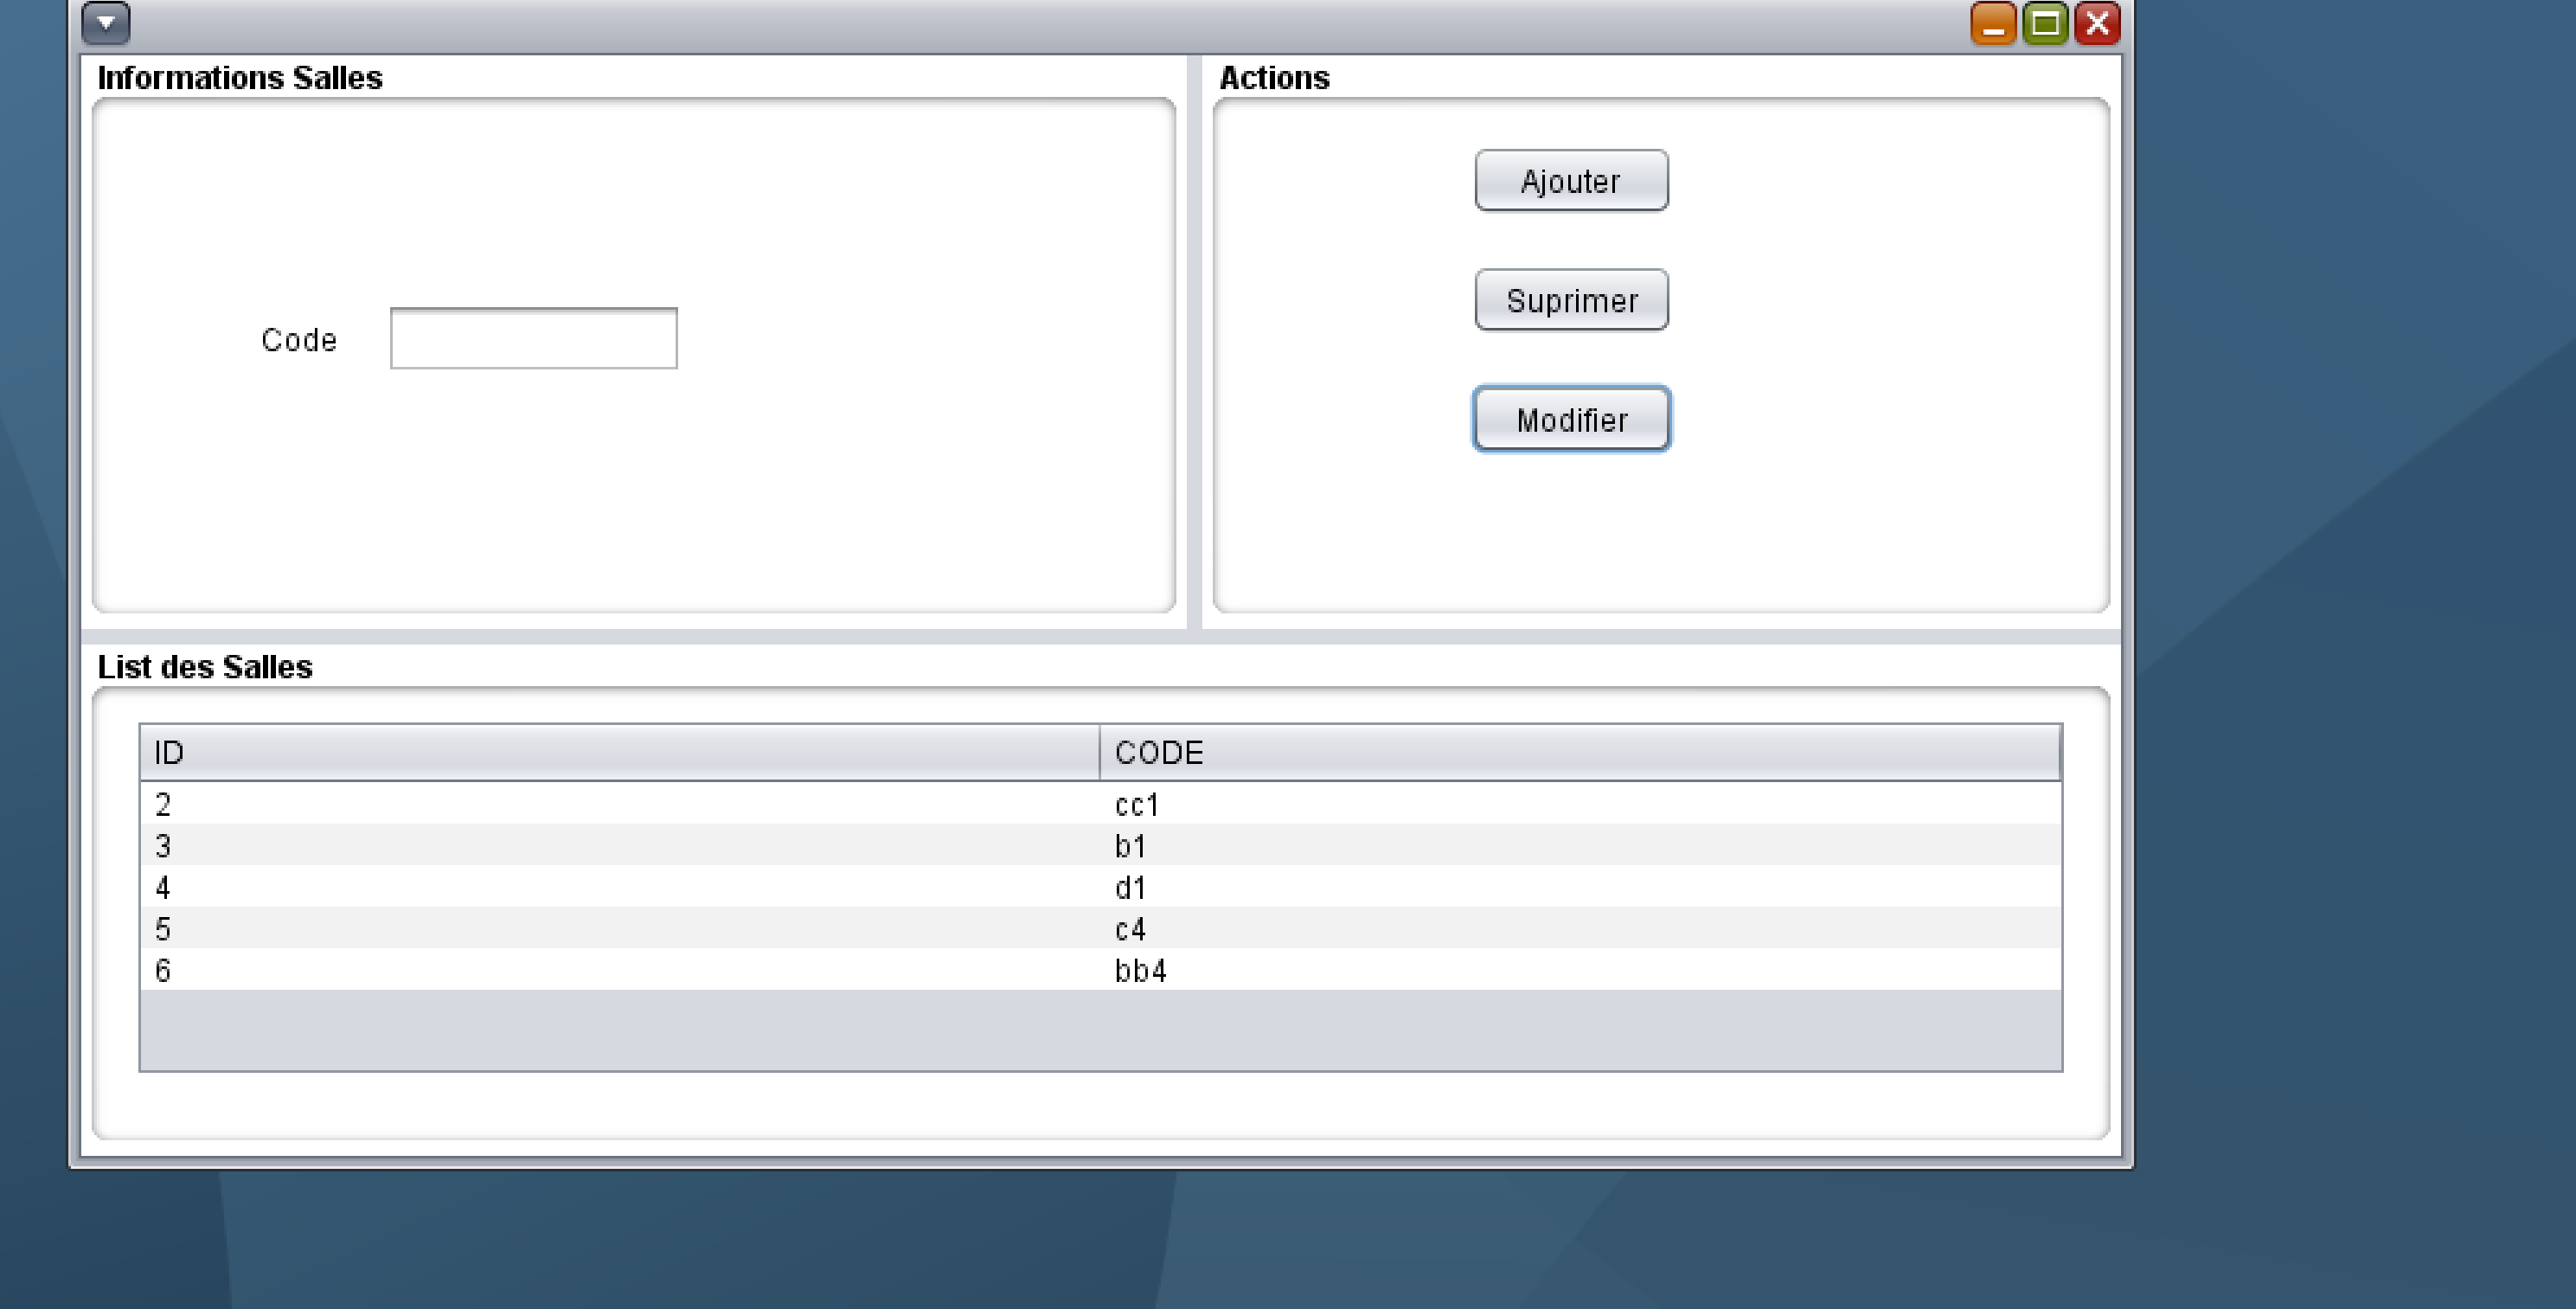 Informations Salles
Code
Actions
Ajouter
Suprimer
Modifier
List des Salles
ID CODE
2 cc1
3 b1
4 d1
5 c4
6 bb4